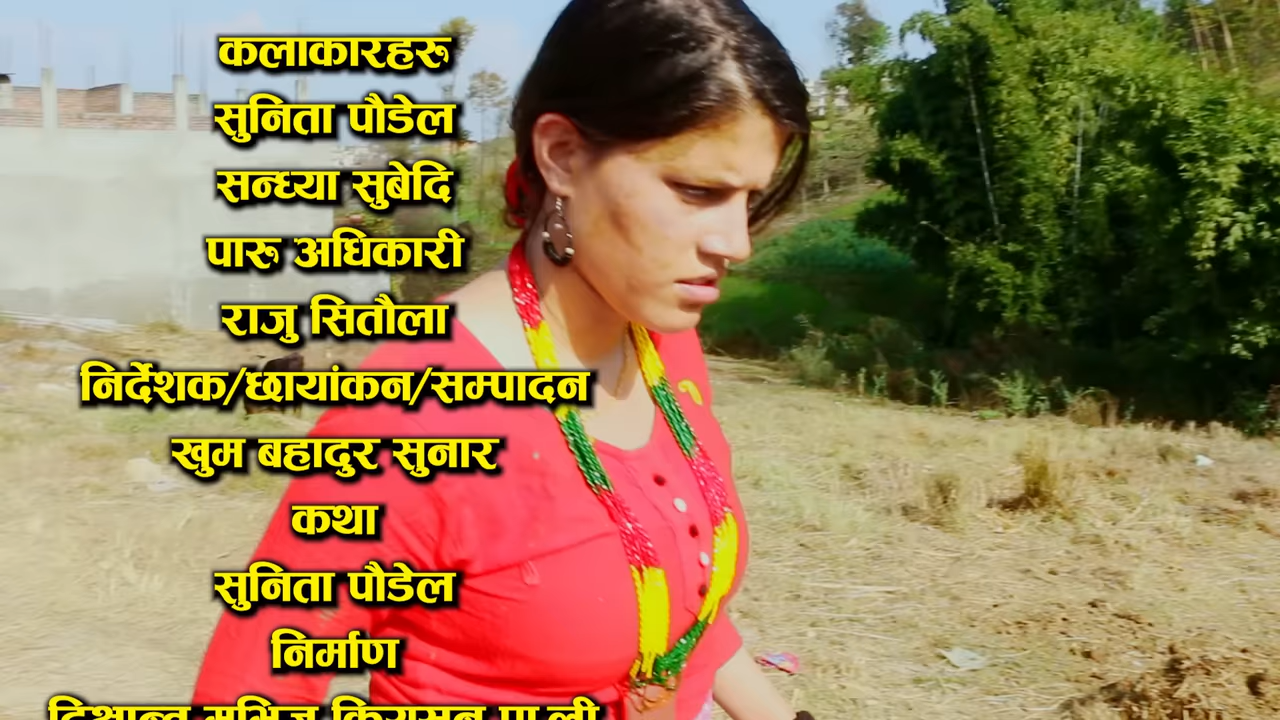 कलाकारहरु
सुनिता पौडेल
सन्ध्या सुबेदि
पारु अधिकारी
राजु सितौला
निर्देशक/छायांकन/सम्पादन
खुम बहादुर सुनार
कथा
सुनिता पौडेल
निर्माण